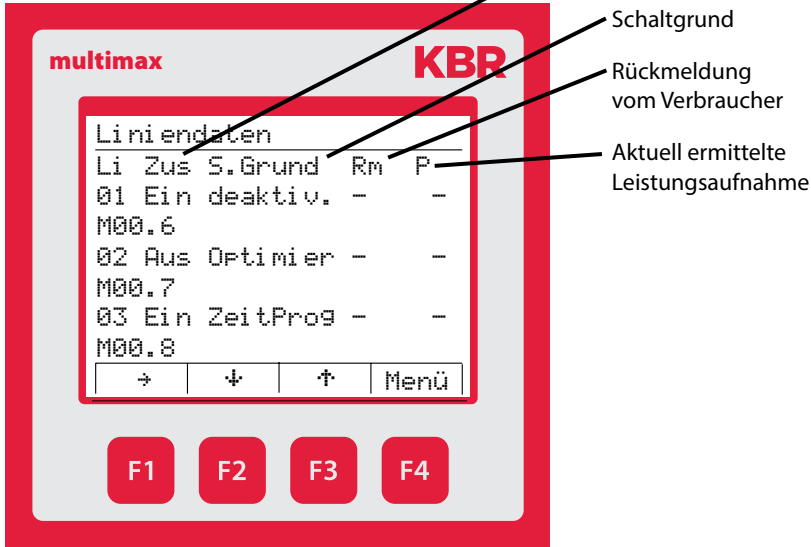 multimax
KBR
Liniendaten
Li Zus S.Grund Rm P
01 Ein deaktiv. - -
M00.6
02 Aus Optimier - -
M00.7
03 Ein ZeitProg - -
M00.8
→ ↓ ↑ Menü
F1 F2 F3 F4
Schaltgrund
Rückmeldung
vom Verbraucher
Aktuell ermittelte
Leistungsaufnahme